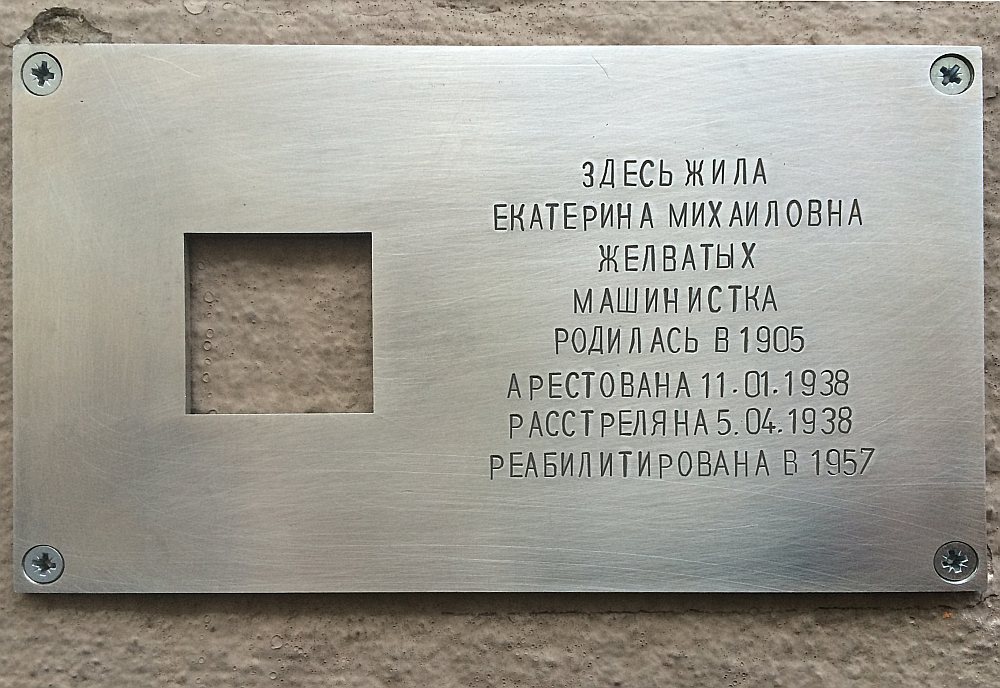 ЗДЕСЬ ЖИЛА
ЕКАТЕРИНА МИХАИЛОВНА
ЖЕЛВАТЫХ
МАШИНИСТКА
РОДИЛАСЬ В 1905
АРЕСТОВАНА 11.01.1938
РАССТРЕЛЯНА 5.04.1938
РЕАБИЛИТИРОВАНА В 1957